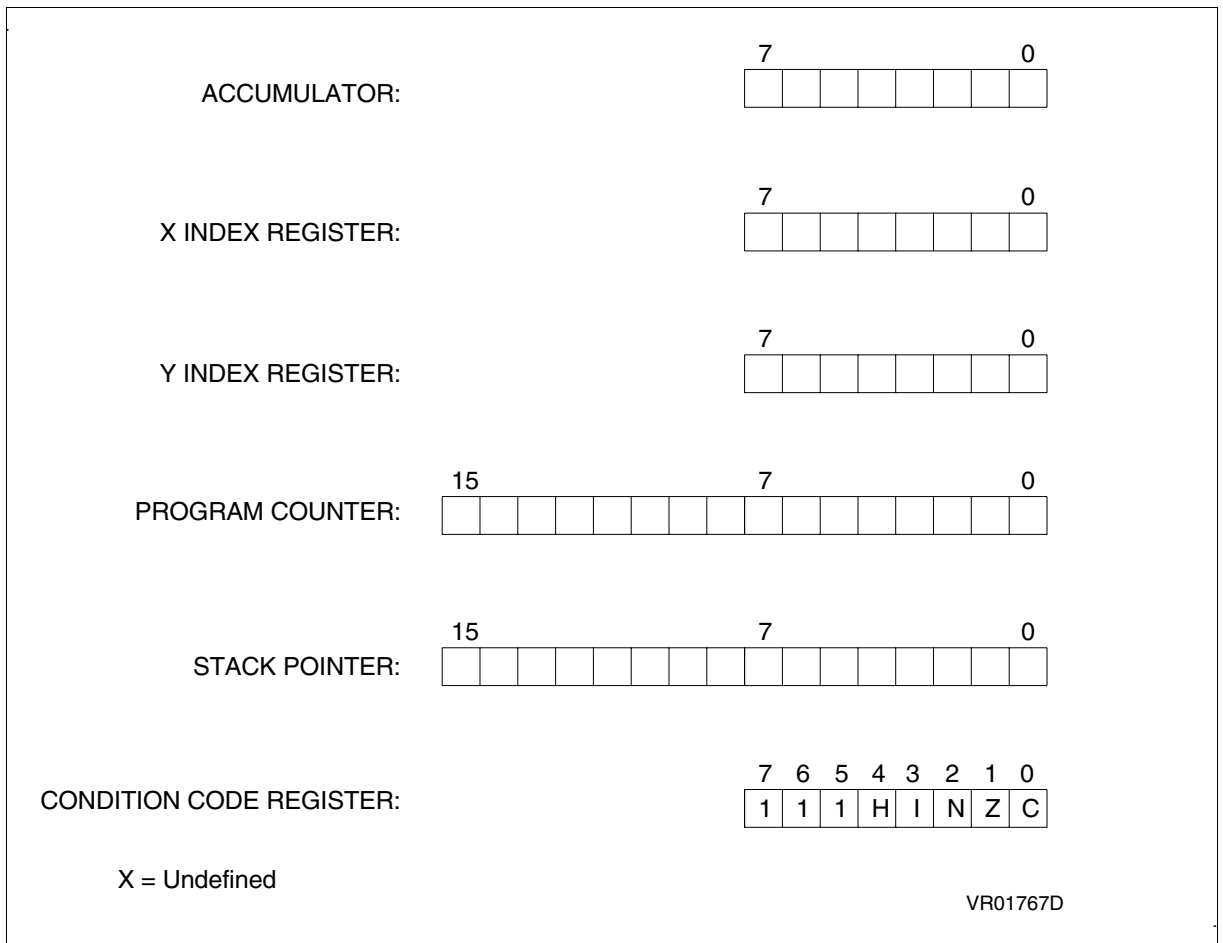 7 0
ACCUMULATOR:
7 0
X INDEX REGISTER:
7 0
Y INDEX REGISTER:
15 7 0
PROGRAM COUNTER:
15 7 0
STACK POINTER:
7 6 5 4 3 2 1 0
CONDITION CODE REGISTER: 1 1 1 H I N Z C
X = Undefined
VR01767D